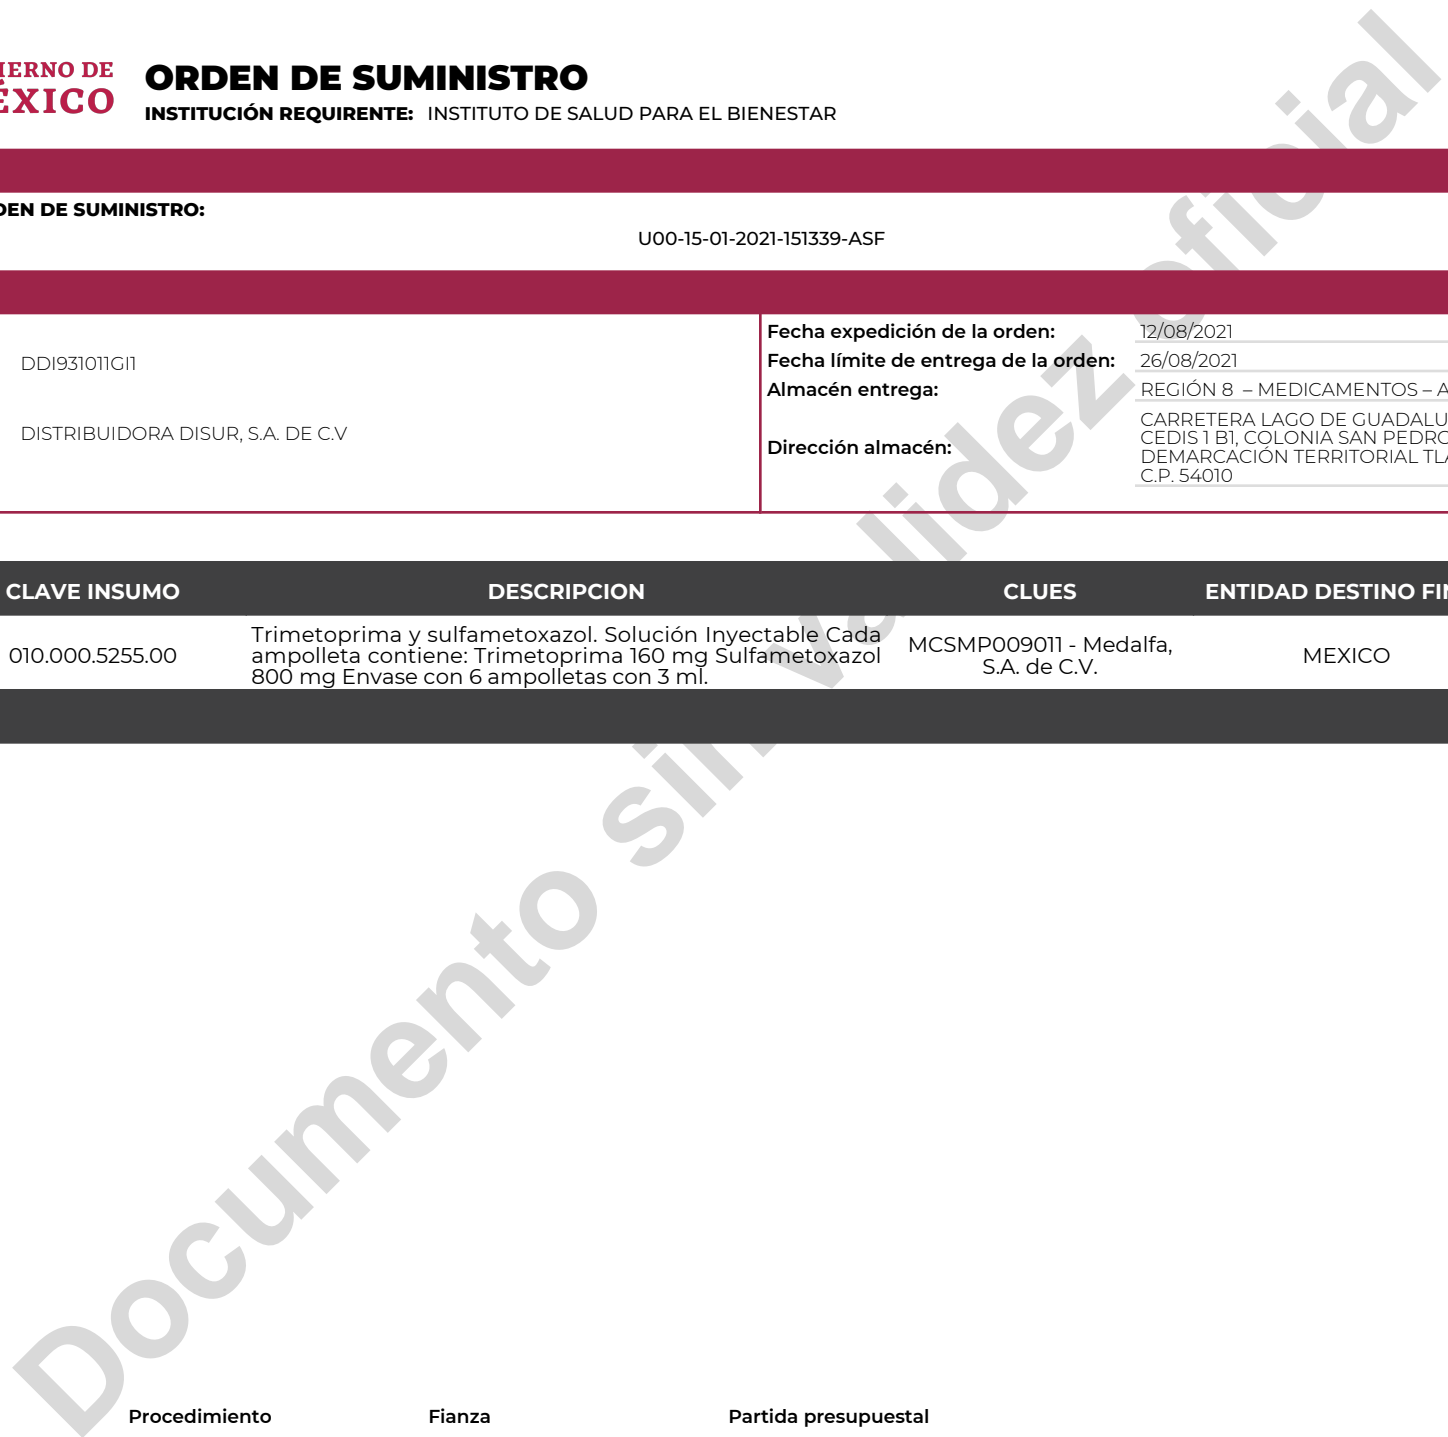 IERNO DE
ÉXICO
ORDEN DE SUMINISTRO
INSTITUCIÓN REQUIRENTE: INSTITUTO DE SALUD PARA EL BIENESTAR
DEN DE SUMINISTRO:
U00-15-01-2021-151339-ASF
DDI931011GI1
DISTRIBUIDORA DISUR, S.A. DE C.V
Fecha expedición de la orden: 12/08/2021
Fecha límite de entrega de la orden: 26/08/2021
Almacén entrega: REGIÓN 8 – MEDICAMENTOS – A
Dirección almacén: CARRETERA LAGO DE GUADALU
CEDIS 1 B1, COLONIA SAN PEDRO
DEMARCACIÓN TERRITORIAL TLA
C.P. 54010
CLAVE INSUMO DESCRIPCION CLUES ENTIDAD DESTINO FIN
010.000.5255.00
Trimetoprima y sulfametoxazol. Solución Inyectable Cada
ampolleta contiene: Trimetoprima 160 mg Sulfametoxazol
800 mg Envase con 6 ampolletas con 3 ml.
MCSMP009011 - Medalfa,
S.A. de C.V.
MEXICO
Documento sin validez oficial
Procedimiento Fianza Partida presupuestal